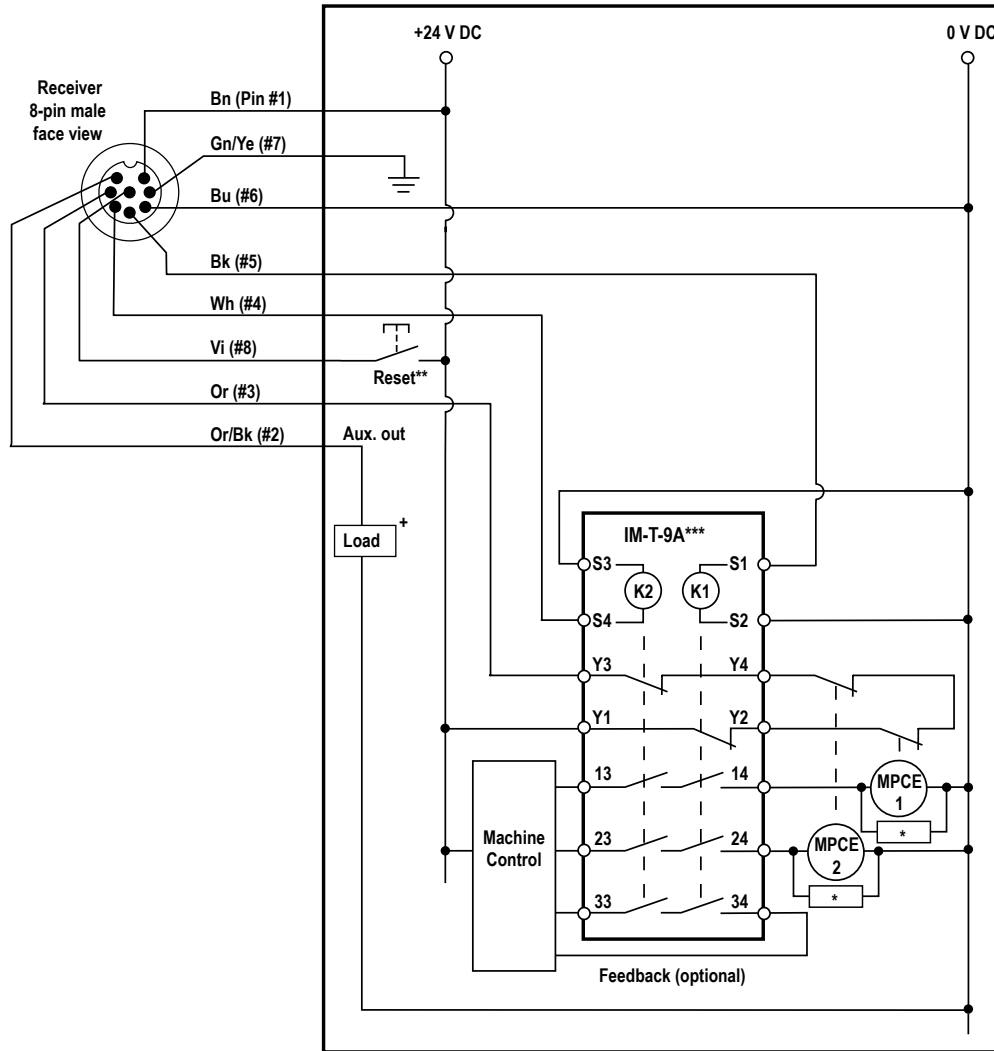 +24 V DC
0 V DC
Receiver
8-pin male
face view
Bn (Pin #1)
Gn/Ye (#7)
Bu (#6)
Bk (#5)
Wh (#4)
Vi (#8)
Reset**
Or (#3)
Or/Bk (#2)
Aux. out
Load
+
IM-T-9A***
S3
S1
K2
K1
S4
S2
Y3
Y4
Y1
Y2
13
14
MPCE
1
*
Machine
Control
23
24
MPCE
2
*
33
34
Feedback (optional)